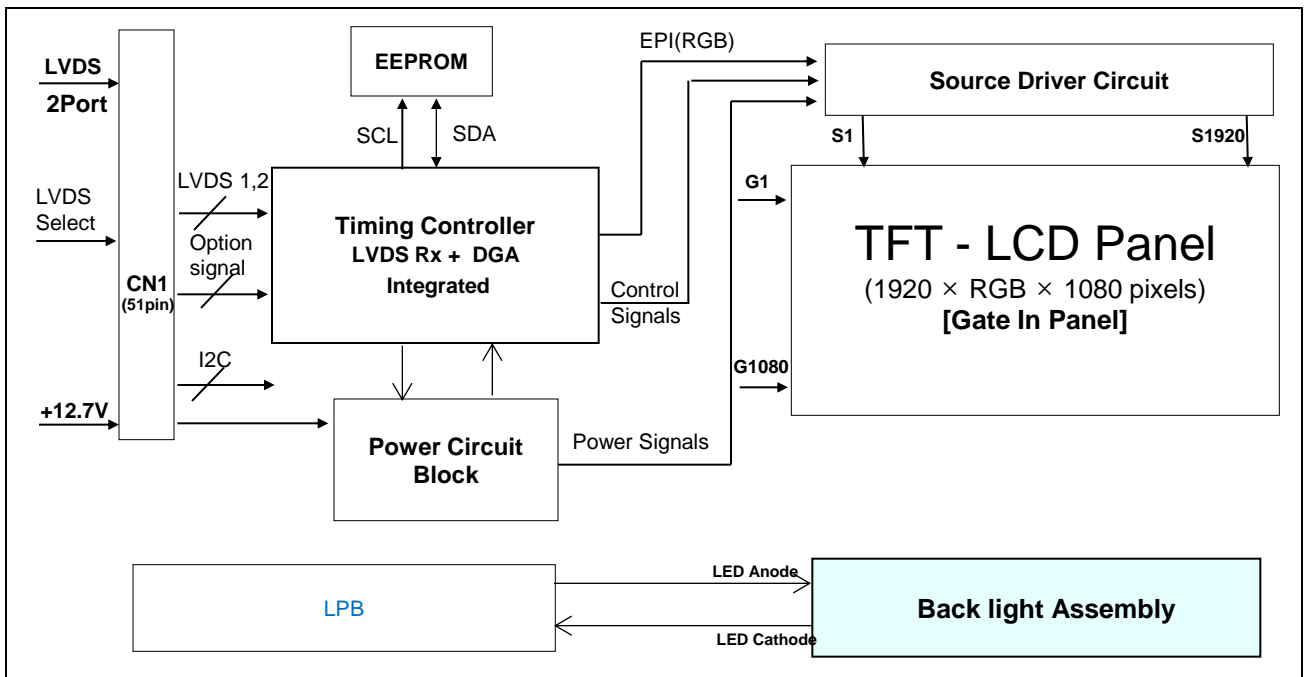 LVDS
2Port
LVDS
Select
+12.7V
CN1
(51pin)
LVDS 1,2
Option
signal
I2C
EEPROM
SCL
SDA
Timing Controller
LVDS Rx + DGA
Integrated
Power Circuit
Block
EPI(RGB)
Control
Signals
Power Signals
Source Driver Circuit
S1
S1920
G1
G1080
TFT - LCD Panel
(1920 × RGB × 1080 pixels)
[Gate In Panel]
LPB
LED Anode
LED Cathode
Back light Assembly